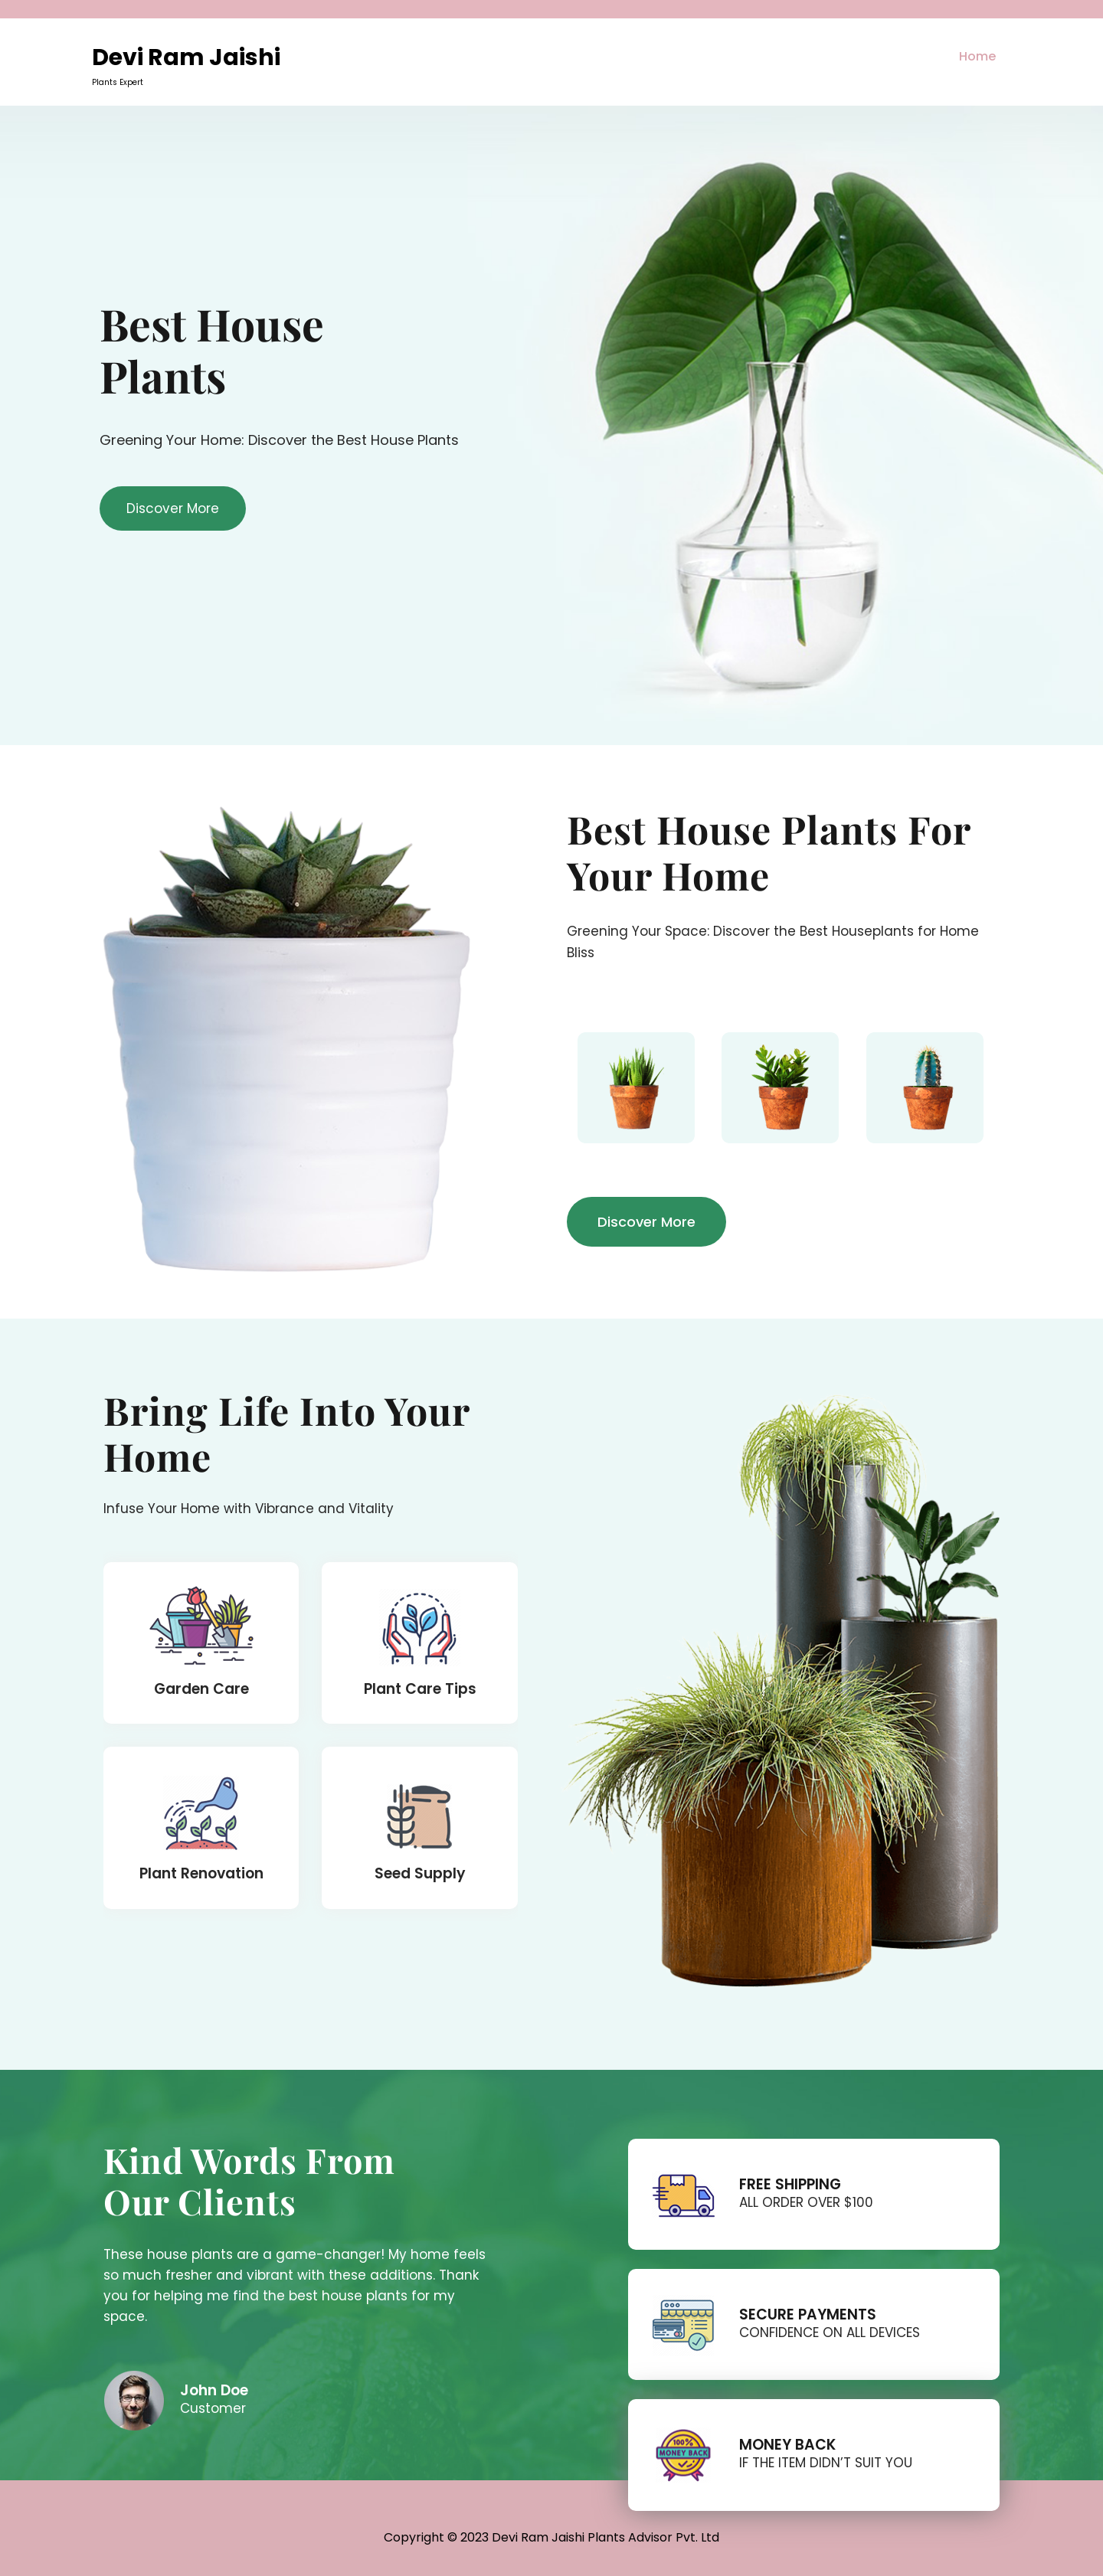 Devi Ram Jaishi
Plants Expert
Home
Best House
Plants
Greening Your Home: Discover the Best House Plants
Discover More
Best House Plants For
Your Home
Greening Your Space: Discover the Best Houseplants for Home
Bliss
Discover More
Bring Life Into Your
Home
Infuse Your Home with Vibrance and Vitality
Garden Care
Plant Care Tips
Plant Renovation
Seed Supply
Kind Words From
Our Clients
These house plants are a game-changer! My home feels
so much fresher and vibrant with these additions. Thank
you for helping me find the best house plants for my
space.
John Doe
Customer
FREE SHIPPING
ALL ORDER OVER $100
SECURE PAYMENTS
CONFIDENCE ON ALL DEVICES
100%
MONEY BACK
MONEY BACK
IF THE ITEM DIDN’T SUIT YOU
Copyright © 2023 Devi Ram Jaishi Plants Advisor Pvt. Ltd